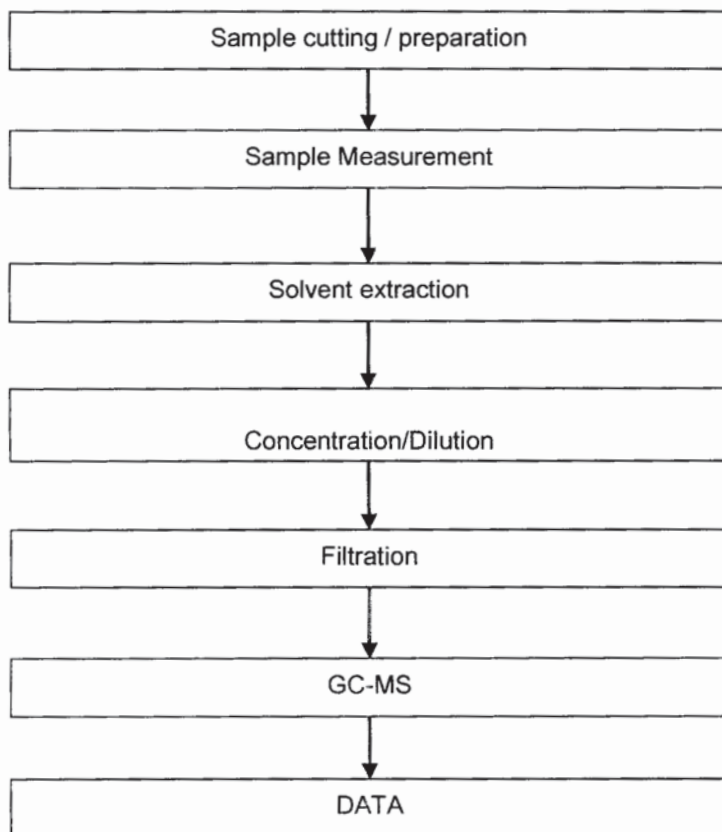 Sample cutting / preparation
Sample Measurement
Solvent extraction
Concentration/Dilution
Filtration
GC-MS
DATA